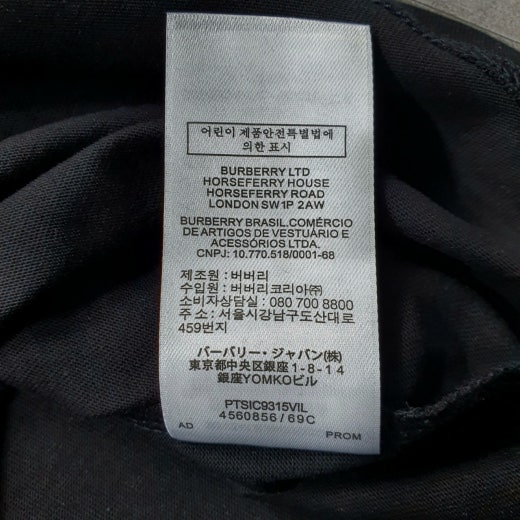 어린이 제품안전특별법에
의한 표시
BURBERRY LTD
HORSEFERRY HOUSE
HORSEFERRY ROAD
LONDON SW1P 2AW
BURBERRY BRASIL.COMÉRCIO
DE ARTIGOS DE VESTUÁRIO E
ACESSÓRIOS LTDA.
CNPJ: 10.770.518/0001-68
제조원 : 버버리
수입원 : 버버리코리아㈜
소비자상담실 : 080 700 8800
주 소 : 서울시강남구도산대로
459번지
バーバリー・ジャパン(株)
東京都中央区銀座1-8-14
銀座YOMKOビル
PTSIC9315VIL
4560856 / 69C
AD
PROM